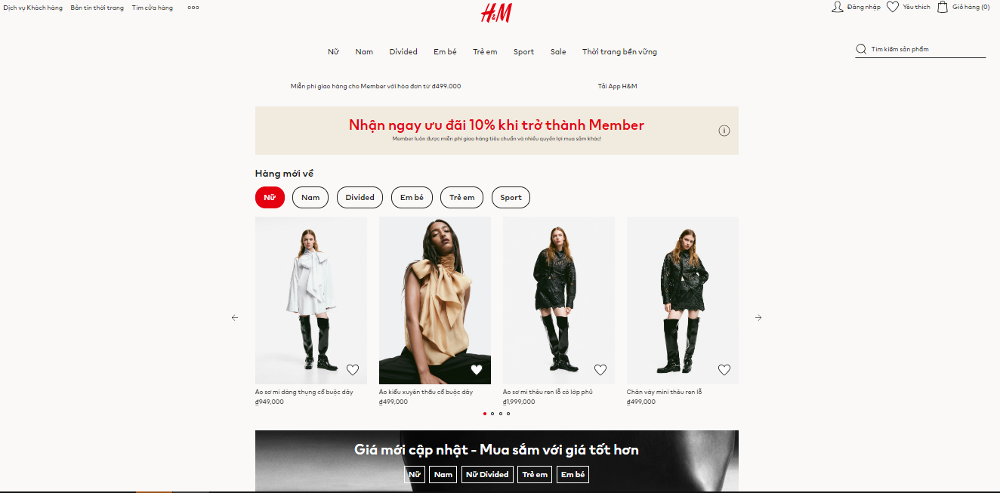 Dịch vụ Khách hàng Bản tin thời trang Tìm cửa hàng
H&M
Đăng nhập Yêu thích Giỏ hàng (0)
Nữ Nam Divided Em bé Trẻ em Sport Sale Thời trang bền vững
Tìm kiếm sản phẩm
Miễn phí giao hàng cho Member với hóa đơn từ đ499.000 Tải App H&M
Nhận ngay ưu đãi 10% khi trở thành Member
Member luôn được miễn phí giao hàng tiêu chuẩn và nhiều quyền lợi mua sắm khác!
Hàng mới về
Nữ Nam Divided Em bé Trẻ em Sport
Áo sơ mi dáng thụng cổ buộc dây Áo kiểu xuyên thấu cổ buộc dây Áo sơ mi thêu ren lỗ có lớp phủ Chân váy mini thêu ren lỗ
₫949,000 ₫499,000 ₫1,999,000 ₫499,000
Giá mới cập nhật - Mua sắm với giá tốt hơn
Nữ Nam Nữ Divided Trẻ em Em bé